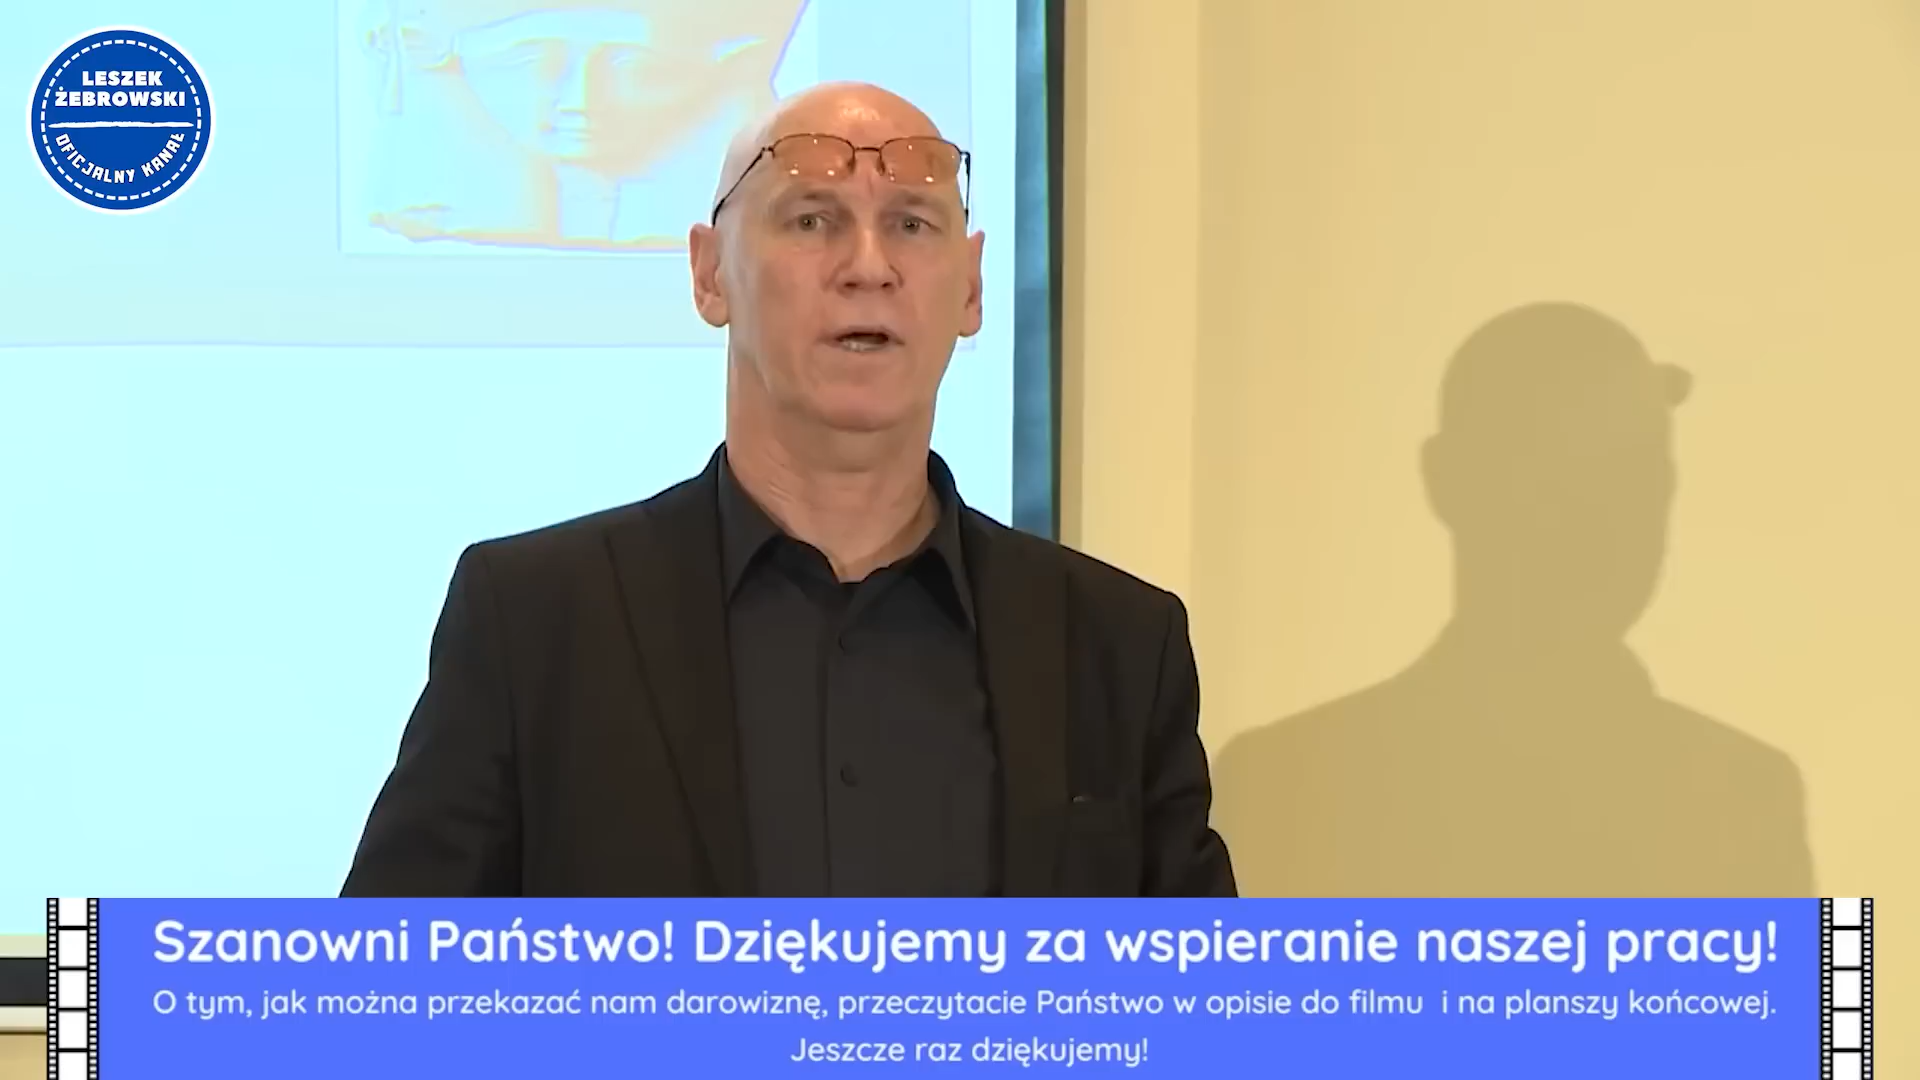 LESZEK
ŻEBROWSKI
OFICJALNY KANAŁ
Szanowni Państwo! Dziękujemy za wspieranie naszej pracy!
O tym, jak można przekazać nam darowiznę, przeczytacie Państwo w opisie do filmu i na planszy końcowej.
Jeszcze raz dziękujemy!